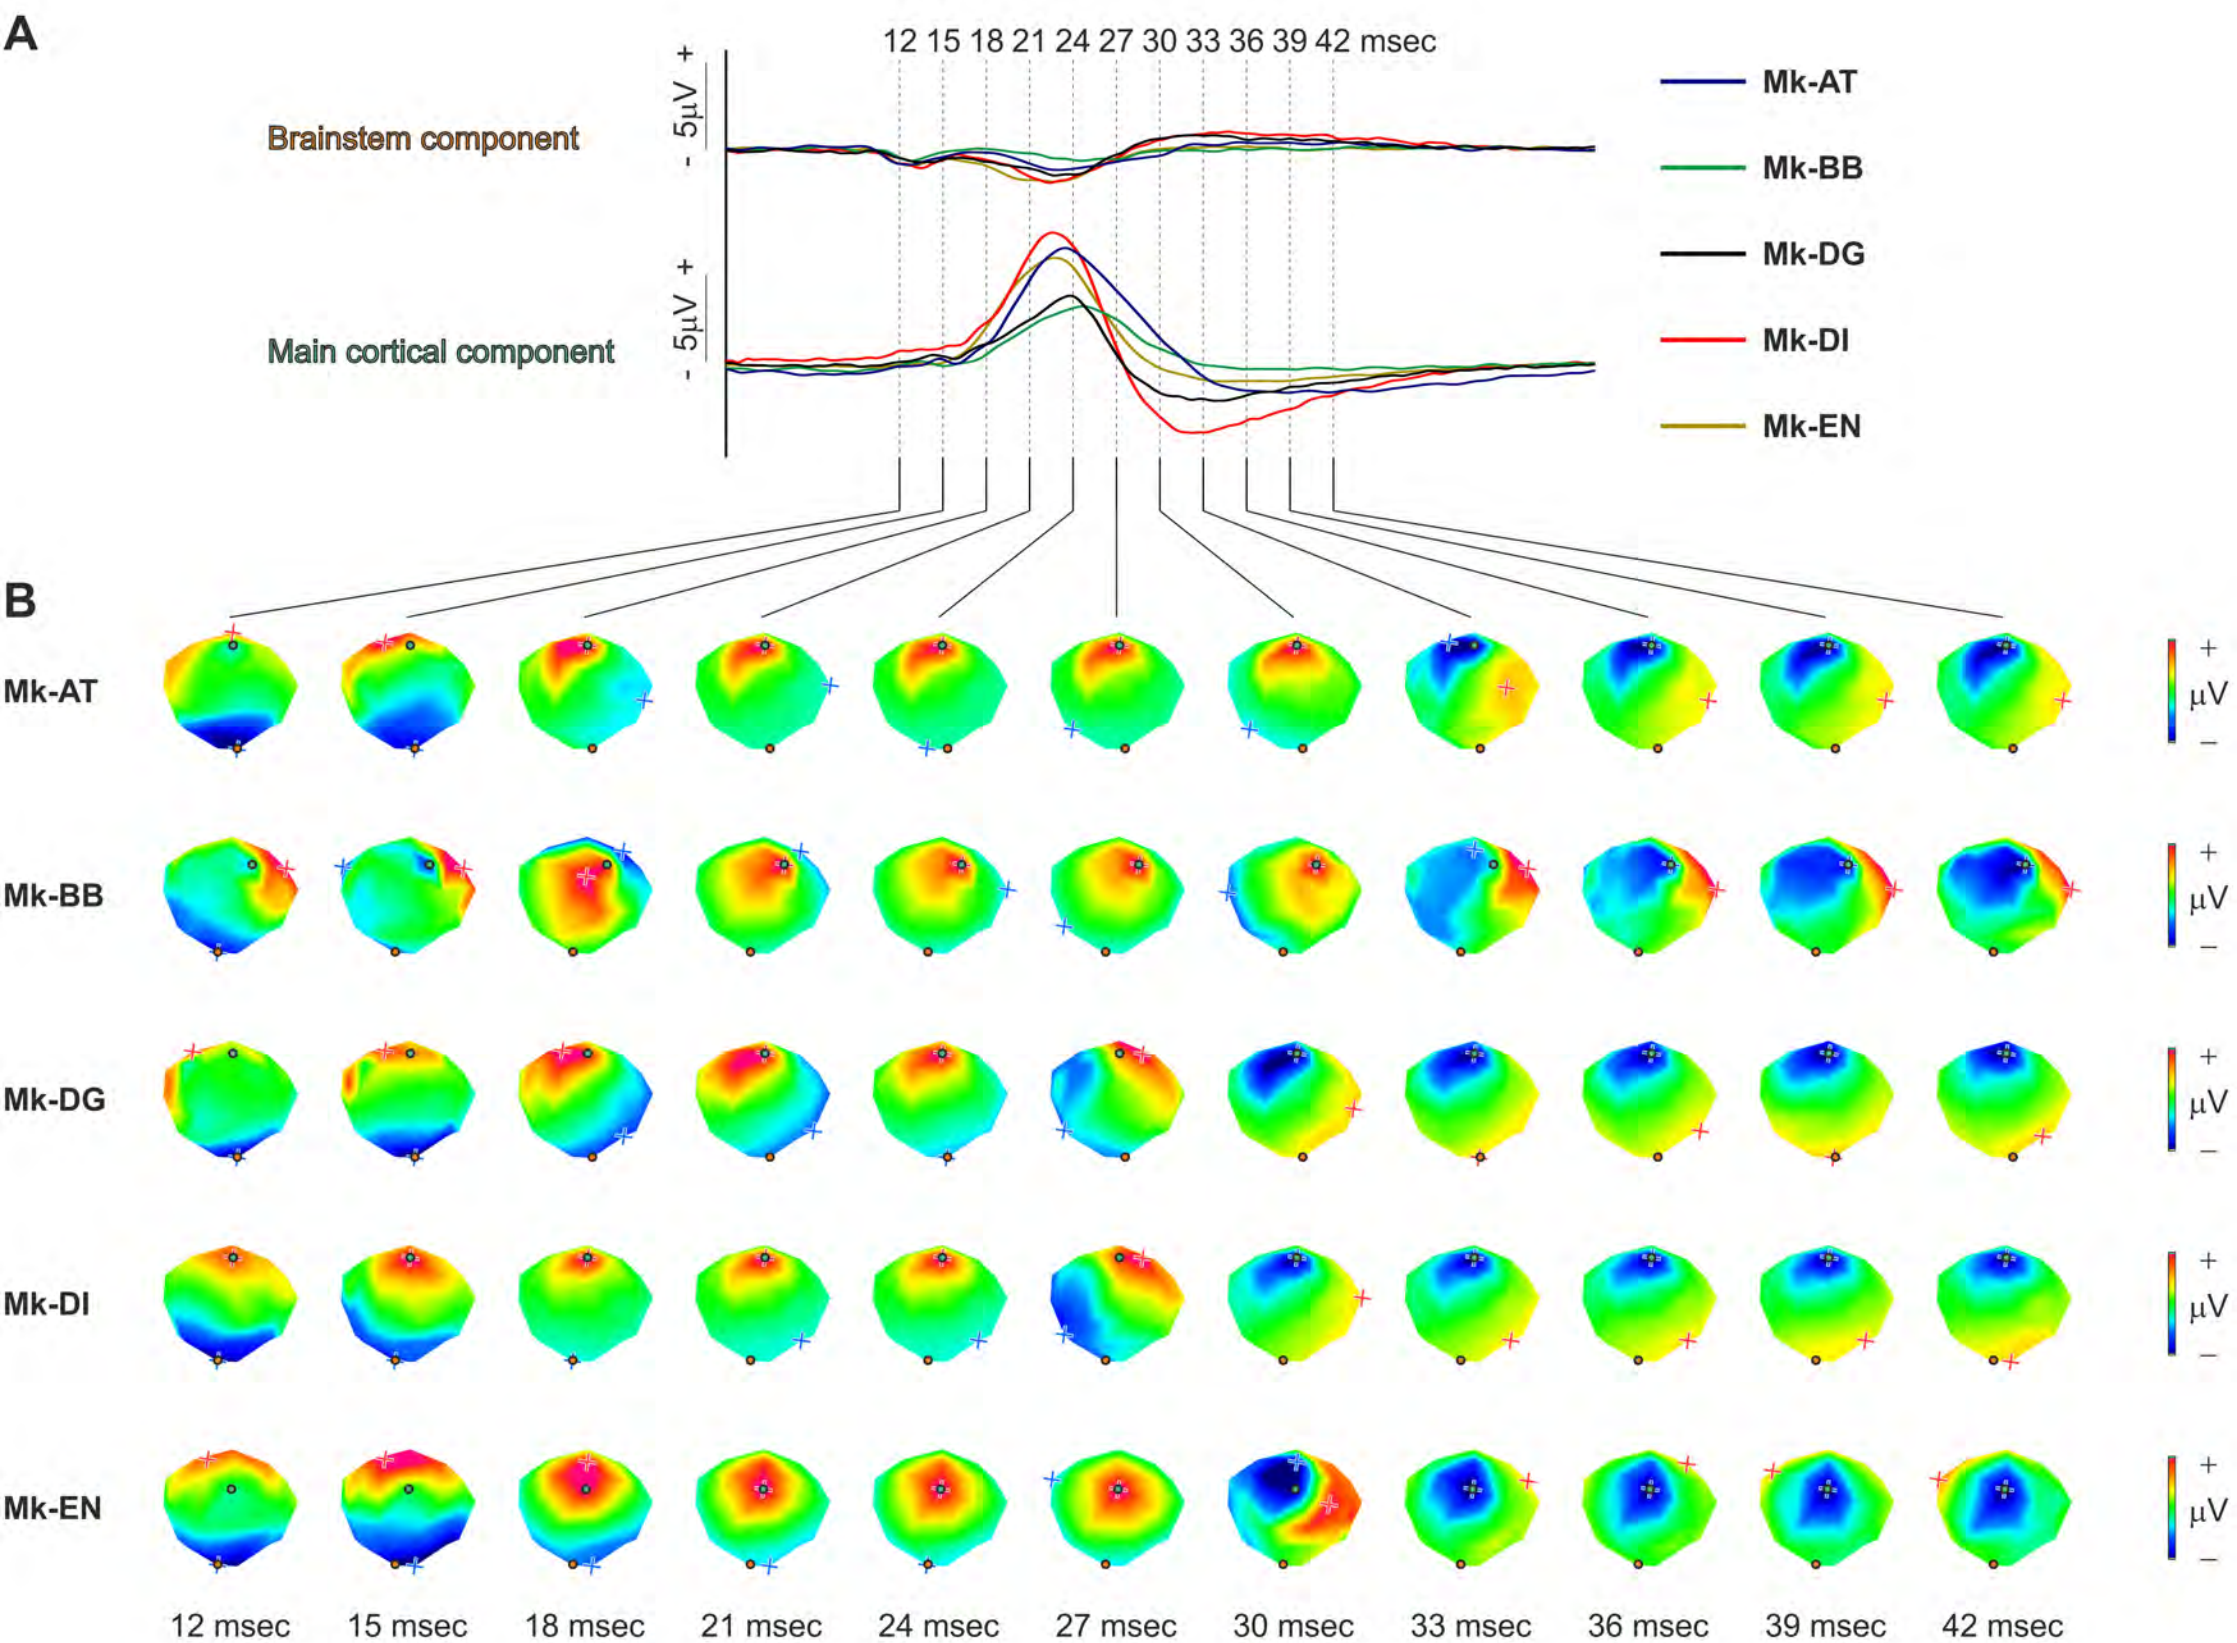 A
12 15 18 21 24 27 30 33 36 39 42 msec
- 5µV +
Brainstem component
- 5µV +
Main cortical component
Mk-AT
Mk-BB
Mk-DG
Mk-DI
Mk-EN
B
Mk-AT
+
µV
–
Mk-BB
+
µV
–
Mk-DG
+
µV
–
Mk-DI
+
µV
–
Mk-EN
+
µV
–
12 msec 15 msec 18 msec 21 msec 24 msec 27 msec 30 msec 33 msec 36 msec 39 msec 42 msec